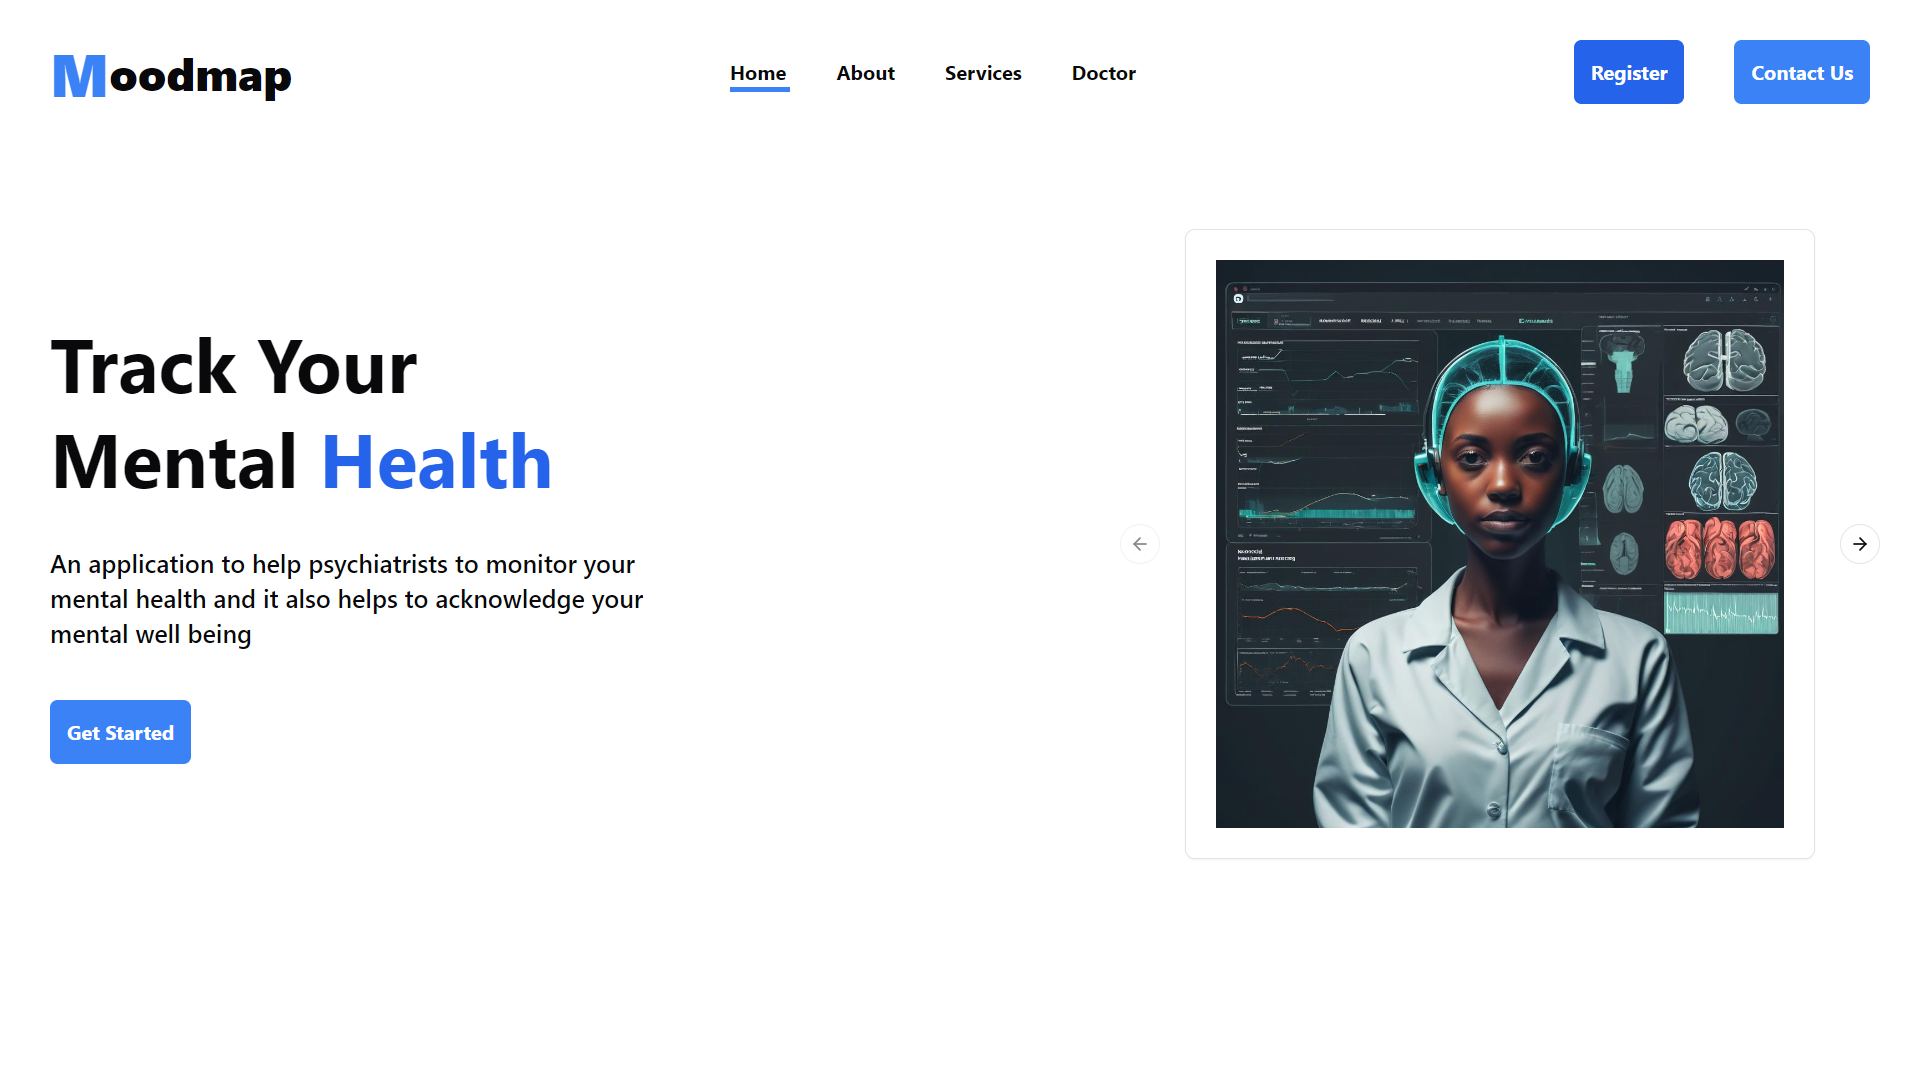 Moodmap
Home
About
Services
Doctor
Register
Contact Us
Track Your
Mental Health
An application to help psychiatrists to monitor your
mental health and it also helps to acknowledge your
mental well being
Get Started